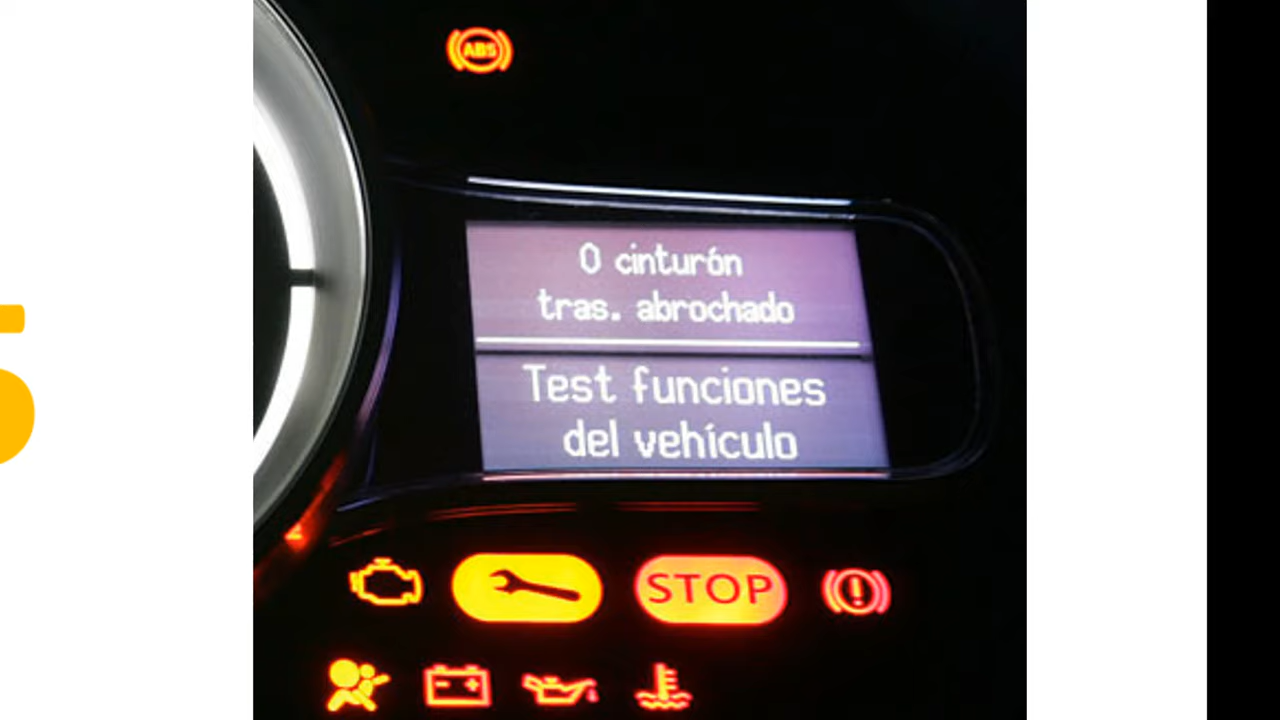 ABS
0 cinturón
tras. abrochado
Test funciones
del vehículo
STOP